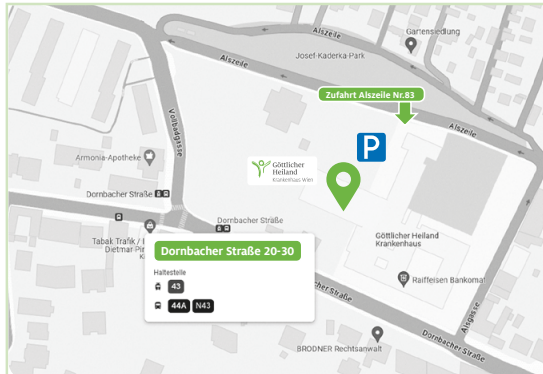 Gartensiedlung
Josef-Kaderka-Park
Alszeile
Alszeile
Zufahrt Alszeile Nr.83
Alszeile
P
Vollbadgasse
Armonia-Apotheke
Göttlicher
Heiland
Krankenhaus Wien
Dornbacher Straße
Dornbacher Straße
Tabak Trafik /
Dietmar
Göttlicher Heiland
Krankenhaus
Dornbacher Straße 20-30
Haltestelle
43
44A N43
bacher Straße
Raiffeisen Bankomat
Alsgasse
Dornbacher Straße
BRODNER Rechtsanwalt